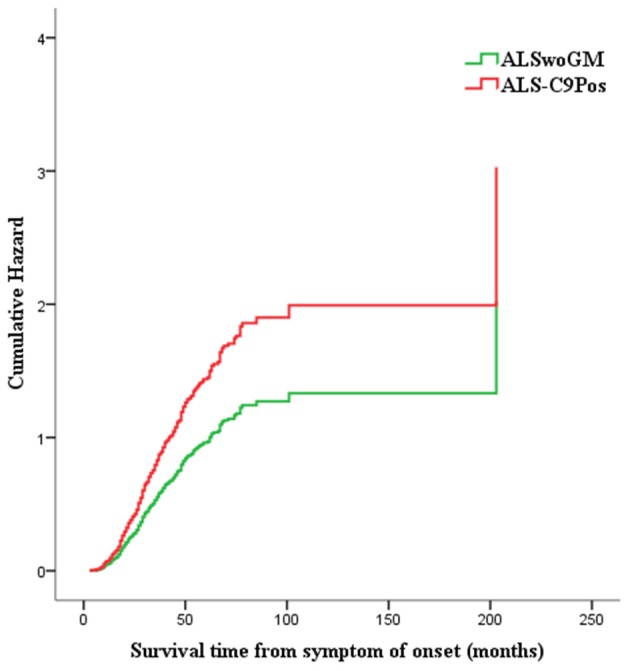 4
ALSwoGM
ALS-C9Pos
3
2
1
0
Cumulative Hazard
0 50 100 150 200 250
Survival time from symptom of onset (months)